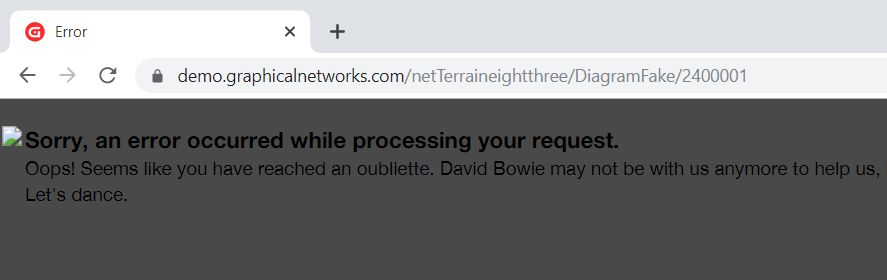 Error
demo.graphicalnetworks.com/netTerraineightthree/DiagramFake/2400001
Sorry, an error occurred while processing your request.
Oops! Seems like you have reached an oubliette. David Bowie may not be with us anymore to help us,
Let's dance.